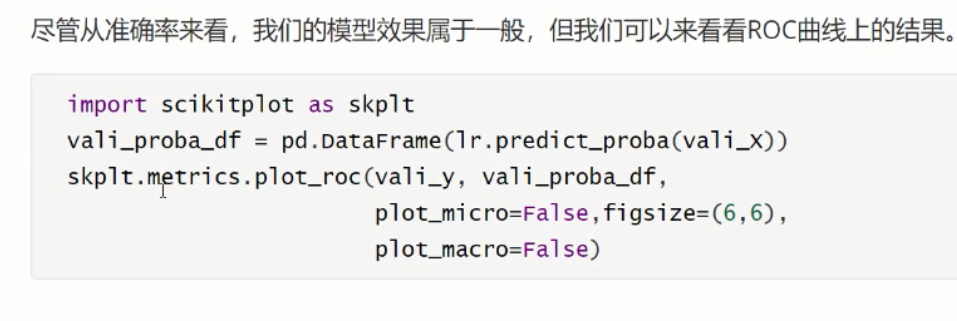 尽管从准确率来看，我们的模型效果属于一般，但我们可以来看看ROC曲线上的结果。
import scikitplot as skplt
vali_proba_df = pd.DataFrame(lr.predict_proba(vali_X))
skplt.metrics.plot_roc(vali_y, vali_proba_df,
plot_micro=False,figsize=(6,6),
plot_macro=False)